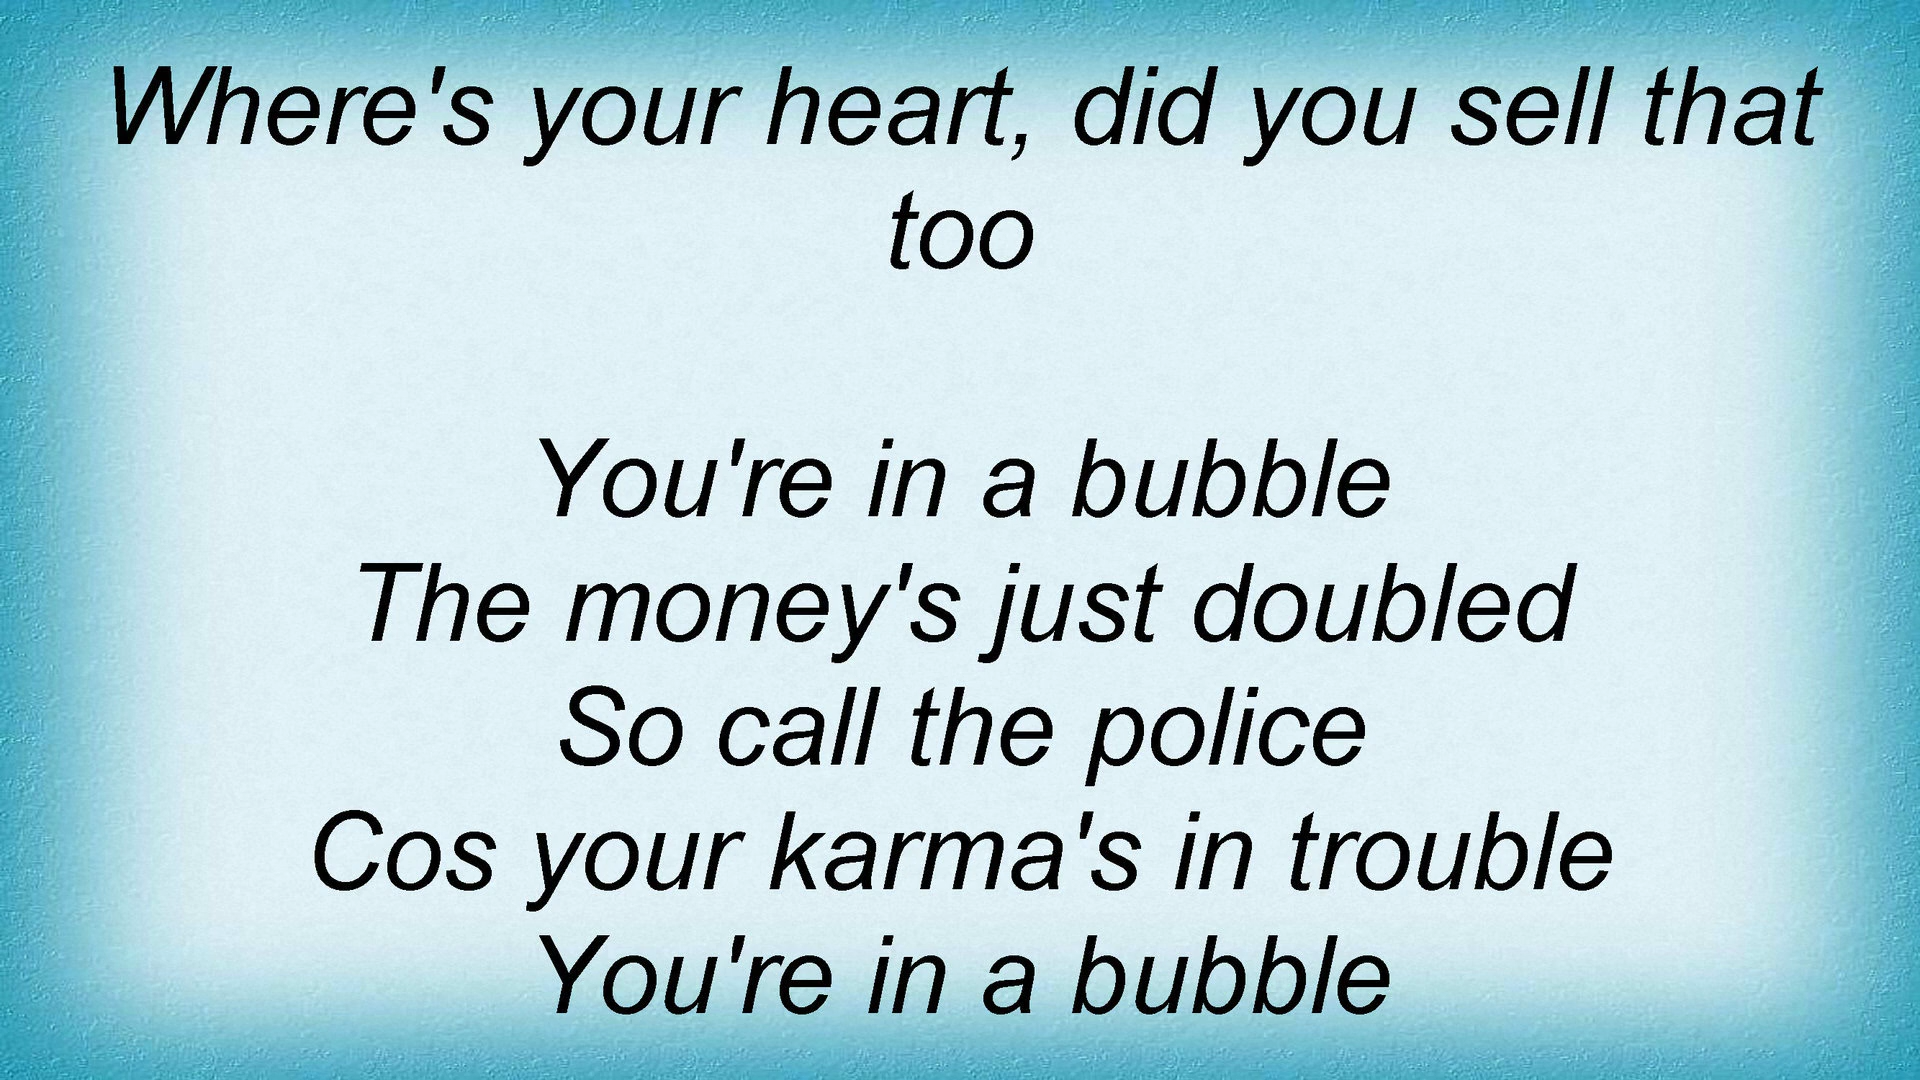 Where's your heart, did you sell that
too
You're in a bubble
The money's just doubled
So call the police
Cos your karma's in trouble
You're in a bubble